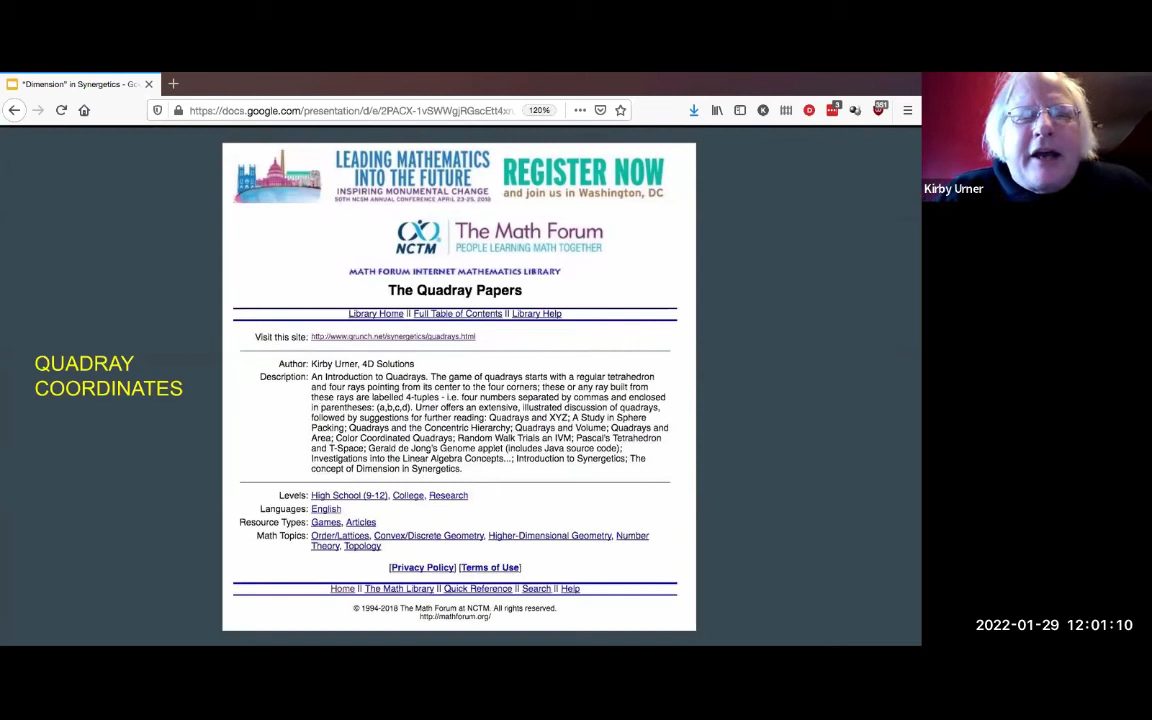 "Dimension" in Synergetics - Go
https://docs.google.com/presentation/d/e/2PACX-1vSWWgjRGscEtt4xr
120%
3
351
Kirby Urner
LEADING MATHEMATICS
INTO THE FUTURE
INSPIRING MONUMENTAL CHANGE
50TH NCSM ANNUAL CONFERENCE APRIL 23-25, 2018
REGISTER NOW
and join us in Washington, DC
NCTM
The Math Forum
PEOPLE LEARNING MATH TOGETHER
MATH FORUM INTERNET MATHEMATICS LIBRARY
The Quadray Papers
Library Home || Full Table of Contents || Library Help
Visit this site: http://www.grunch.net/synergetics/quadrays.html
QUADRAY
COORDINATES
Author: Kirby Urner, 4D Solutions
Description: An Introduction to Quadrays. The game of quadrays starts with a regular tetrahedron
and four rays pointing from its center to the four corners; these or any ray built from
these rays are labelled 4-tuples - i.e. four numbers separated by commas and enclosed
in parentheses: (a,b,c,d). Urner offers an extensive, illustrated discussion of quadrays,
followed by suggestions for further reading: Quadrays and XYZ; A Study in Sphere
Packing; Quadrays and the Concentric Hierarchy; Quadrays and Volume; Quadrays and
Area; Color Coordinated Quadrays; Random Walk Trials an IVM; Pascal's Tetrahedron
and T-Space; Gerald de Jong's Genome applet (includes Java source code);
Investigations into the Linear Algebra Concepts...; Introduction to Synergetics; The
concept of Dimension in Synergetics.
Levels: High School (9-12), College, Research
Languages: English
Resource Types: Games, Articles
Math Topics: Order/Lattices, Convex/Discrete Geometry, Higher-Dimensional Geometry, Number
Theory, Topology
[Privacy Policy] [Terms of Use]
Home || The Math Library || Quick Reference || Search || Help
© 1994-2018 The Math Forum at NCTM. All rights reserved.
http://mathforum.org/
2022-01-29 12:01:10